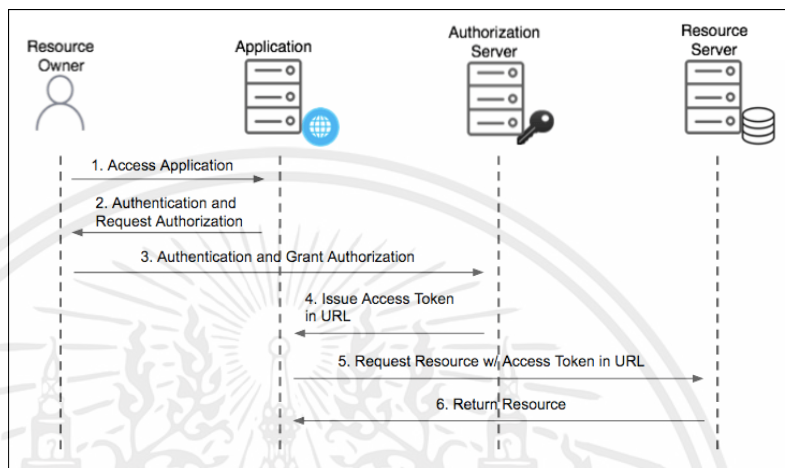 Resource
Owner
Application
Authorization
Server
Resource
Server
1. Access Application
2. Authentication and
Request Authorization
3. Authentication and Grant Authorization
4. Issue Access Token
in URL
5. Request Resource w/ Access Token in URL
6. Return Resource